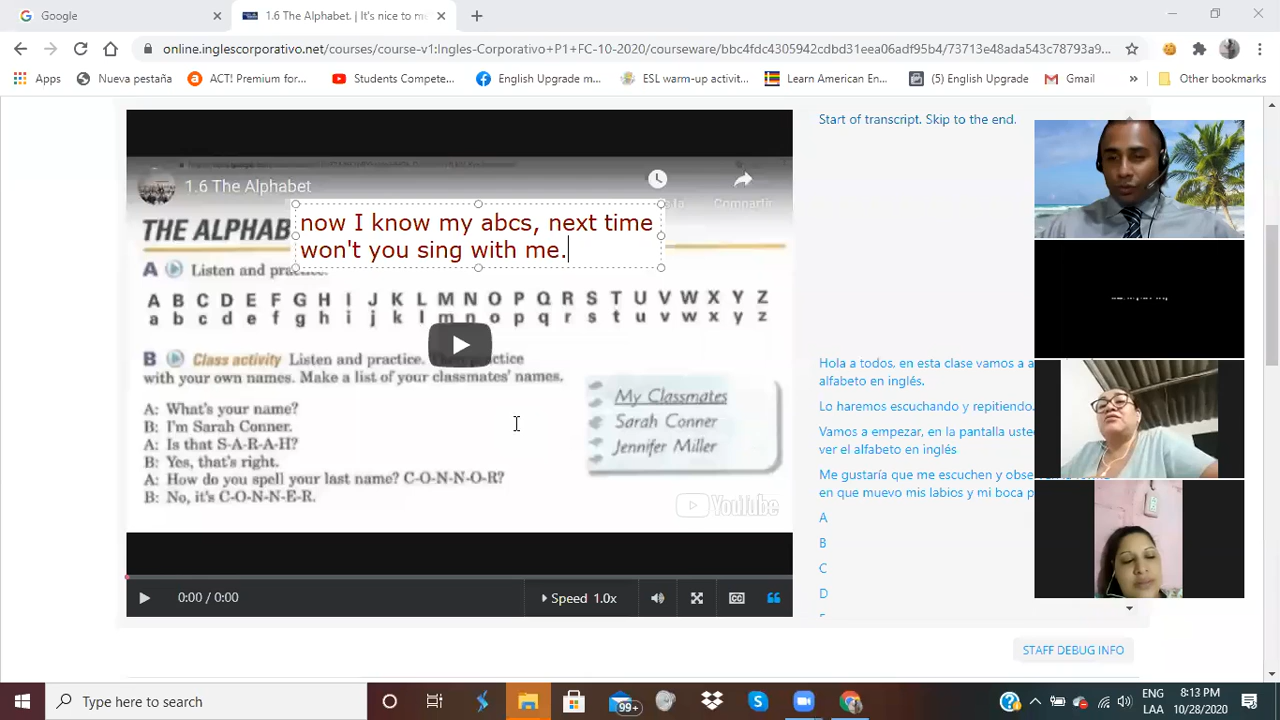 Google
1.6 The Alphabet. | It's nice to me
online.inglescorporativo.net/courses/course-v1:Ingles-Corporativo+P1+FC-10-2020/courseware/bbc4fdc4305942cdbd31eea06adf95b4/73713e48ada543c78793a9...
Apps
Nueva pestaña
ACT! Premium for...
Students Compete...
English Upgrade m...
ESL warm-up activi...
Learn American En...
(5) English Upgrade
Gmail
»
Other bookmarks
1.6 The Alphabet
Compartir
THE ALPHAB
now I know my abcs, next time
won't you sing with me.
A Listen and practice.
A B C D E F G H I J K L M N O P Q R S T U V W X Y Z
a b c d e f g h i j k l m n o p q r s t u v w x y z
B Class activity Listen and practice. Then practice
with your own names. Make a list of your classmates' names.
A: What's your name?
B: I'm Sarah Conner.
A: Is that S-A-R-A-H?
B: Yes, that's right.
A: How do you spell your last name? C-O-N-N-O-R?
B: No, it's C-O-N-N-E-R.
My Classmates
Sarah Conner
Jennifer Miller
YouTube
0:00 / 0:00
Speed 1.0x
Start of transcript. Skip to the end.
Hola a todos, en esta clase vamos a a
alfabeto en inglés.
Lo haremos escuchando y repitiendo.
Vamos a empezar, en la pantalla uste
ver el alfabeto en inglés
Me gustaría que me escuchen y obse
en que muevo mis labios y mi boca p
A
B
C
D
STAFF DEBUG INFO
Type here to search
99+
ENG
LAA
8:13 PM
10/28/2020